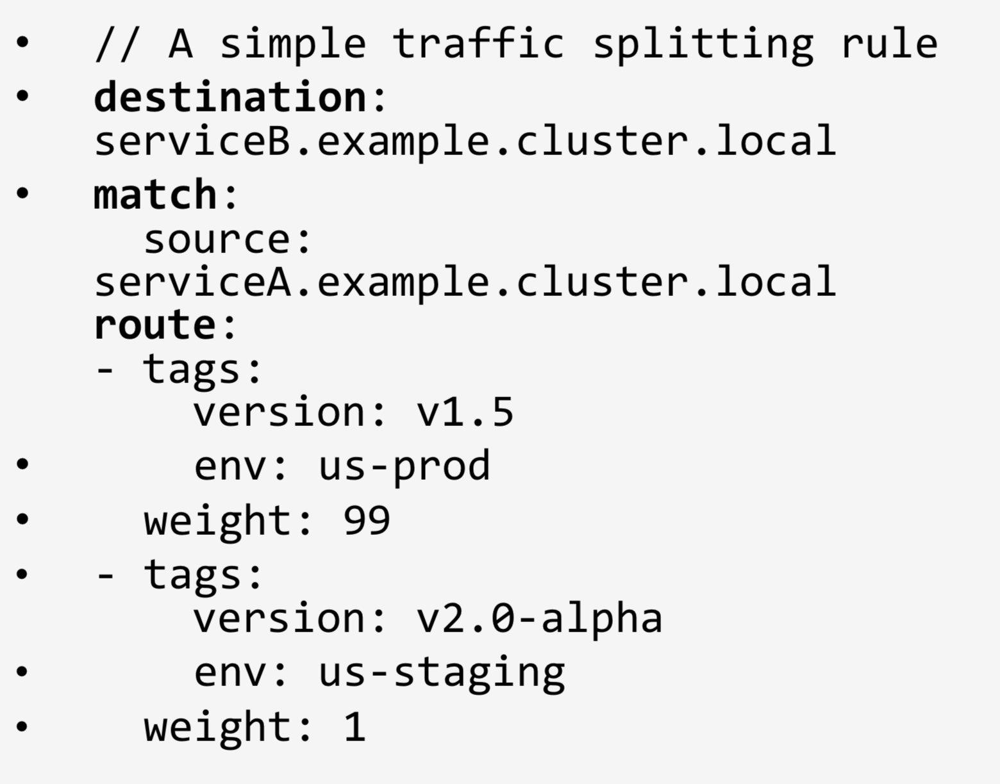 •   // A simple traffic splitting rule
•   destination:
    serviceB.example.cluster.local
•   match:
      source:
    serviceA.example.cluster.local
    route:
    - tags:
        version: v1.5
•       env: us-prod
•     weight: 99
•   - tags:
        version: v2.0-alpha
•       env: us-staging
•     weight: 1